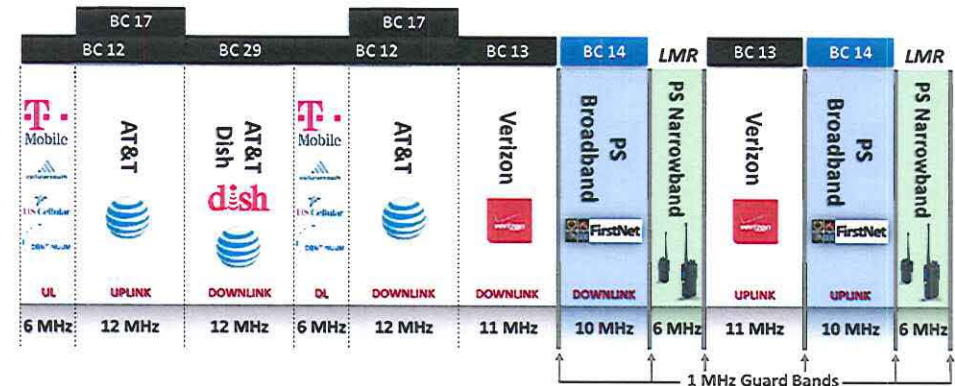 BC 17
BC 17
BC 12
BC 29
BC 12
BC 13
BC 14
LMR
BC 13
BC 14
LMR
T
Mobile
US Cellular
UL
6 MHz
AT&T
UPLINK
12 MHz
AT&T
Dish
dish
DOWNLINK
12 MHz
T
Mobile
US Cellular
DL
6 MHz
AT&T
DOWNLINK
12 MHz
Verizon
verizon
DOWNLINK
11 MHz
PS
Broadband
FirstNet
DOWNLINK
10 MHz
PS Narrowband
6 MHz
Verizon
verizon
UPLINK
11 MHz
PS
Broadband
FirstNet
UPLINK
10 MHz
PS Narrowband
6 MHz
1 MHz Guard Bands